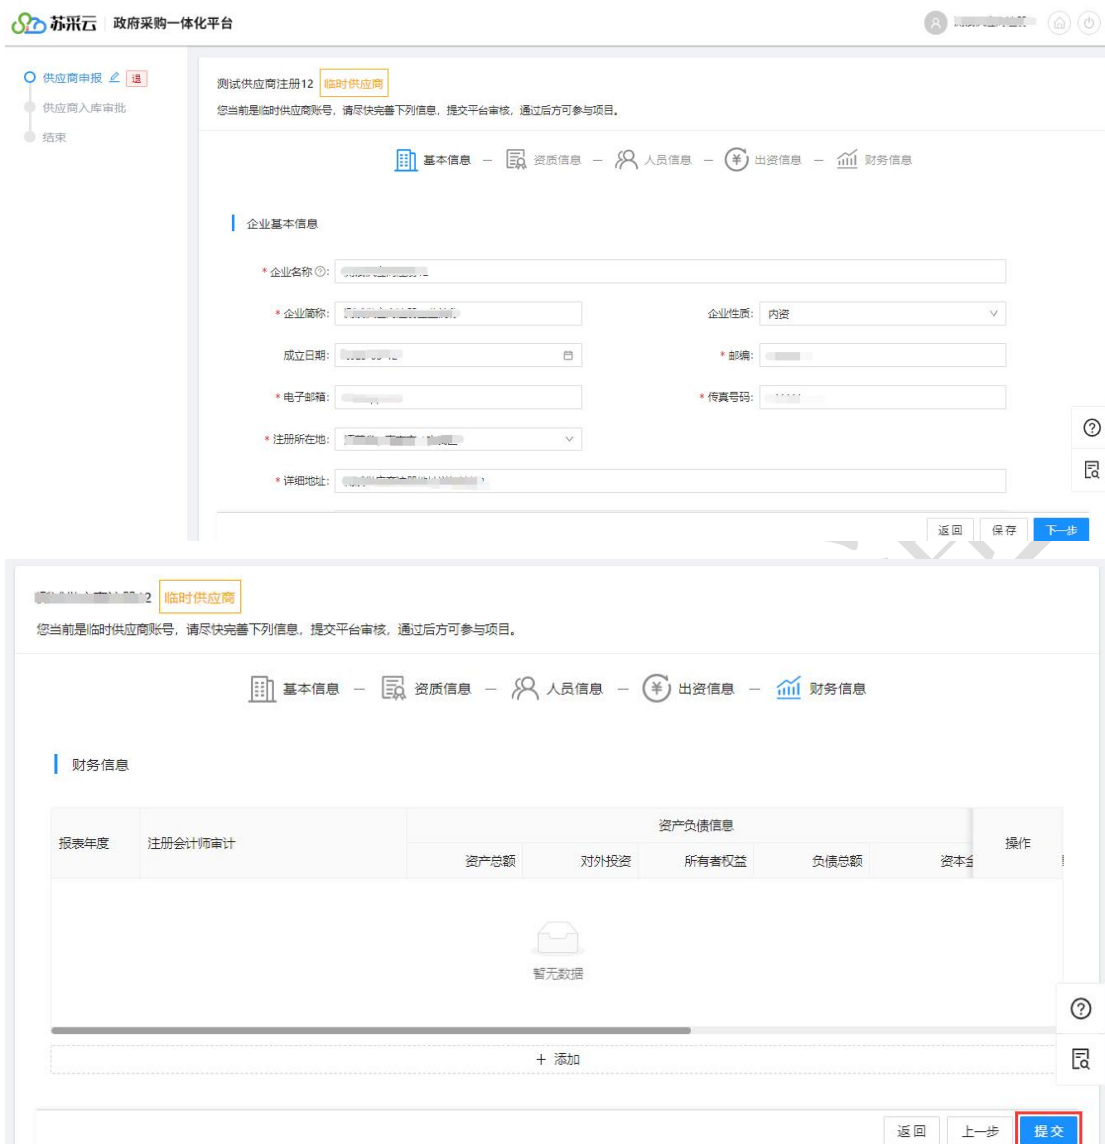 苏采云 政府采购一体化平台
供应商申报 退
供应商入库审批
结束
测试供应商注册12 临时供应商
您当前是临时供应商账号，请尽快完善下列信息，提交平台审核，通过后方可参与项目。
基本信息 － 资质信息 － 人员信息 － 出资信息 － 财务信息
企业基本信息
* 企业名称 :
* 企业简称: 企业性质: 内资
成立日期: * 邮编:
* 电子邮箱: * 传真号码:
* 注册所在地:
* 详细地址:
返回 保存 下一步
临时供应商
您当前是临时供应商账号，请尽快完善下列信息，提交平台审核，通过后方可参与项目。
基本信息 － 资质信息 － 人员信息 － 出资信息 － 财务信息
财务信息
资产负债信息
报表年度 注册会计师审计 操作
资产总额 对外投资 所有者权益 负债总额 资本金
暂无数据
+ 添加
返回 上一步 提交